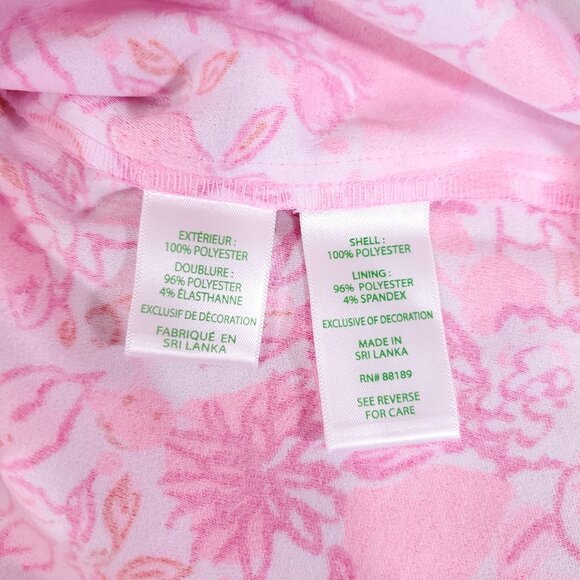 EXTÉRIEUR :
100% POLYESTER
DOUBLURE :
96% POLYESTER
4% ÉLASTHANNE
EXCLUSIF DE DÉCORATION
FABRIQUÉ EN
SRI LANKA
SHELL :
100% POLYESTER
LINING :
96% POLYESTER
4% SPANDEX
EXCLUSIVE OF DECORATION
MADE IN
SRI LANKA
RN# 88189
SEE REVERSE
FOR CARE